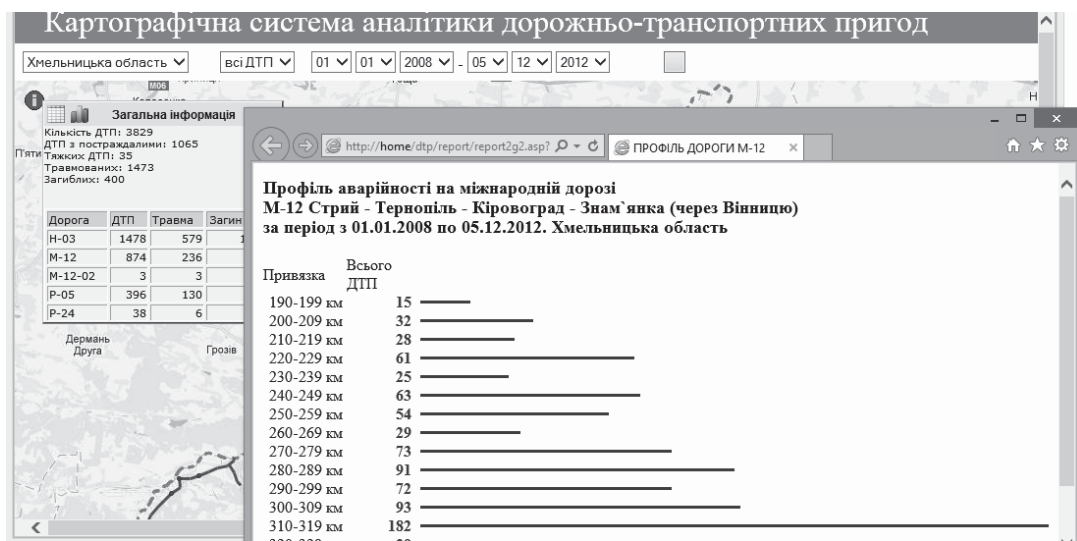 Картографічна система аналітики дорожньо-транспортних пригод
Хмельницька область всі ДТП 01 01 2008 - 05 12 2012
М06
Н
Загальна інформація
Кількість ДТП: 3829
ДТП з постраждалими: 1065
П'яти
Тяжких ДТП: 35
Травмованих: 1473
Загиблих: 400
Дорога ДТП Травма Загин
Н-03 1478 579 1
М-12 874 236
М-12-02 3 3
Р-05 396 130
Р-24 38 6
Дермань
Друга
Грозів
http://home/dtp/report/report2g2.asp? ПРОФІЛЬ ДОРОГИ М-12
Профіль аварійності на міжнародній дорозі
М-12 Стрий - Тернопіль - Кіровоград - Знам`янка (через Вінницю)
за період з 01.01.2008 по 05.12.2012. Хмельницька область
Привязка Всього
ДТП
190-199 км 15
200-209 км 32
210-219 км 28
220-229 км 61
230-239 км 25
240-249 км 63
250-259 км 54
260-269 км 29
270-279 км 73
280-289 км 91
290-299 км 72
300-309 км 93
310-319 км 182